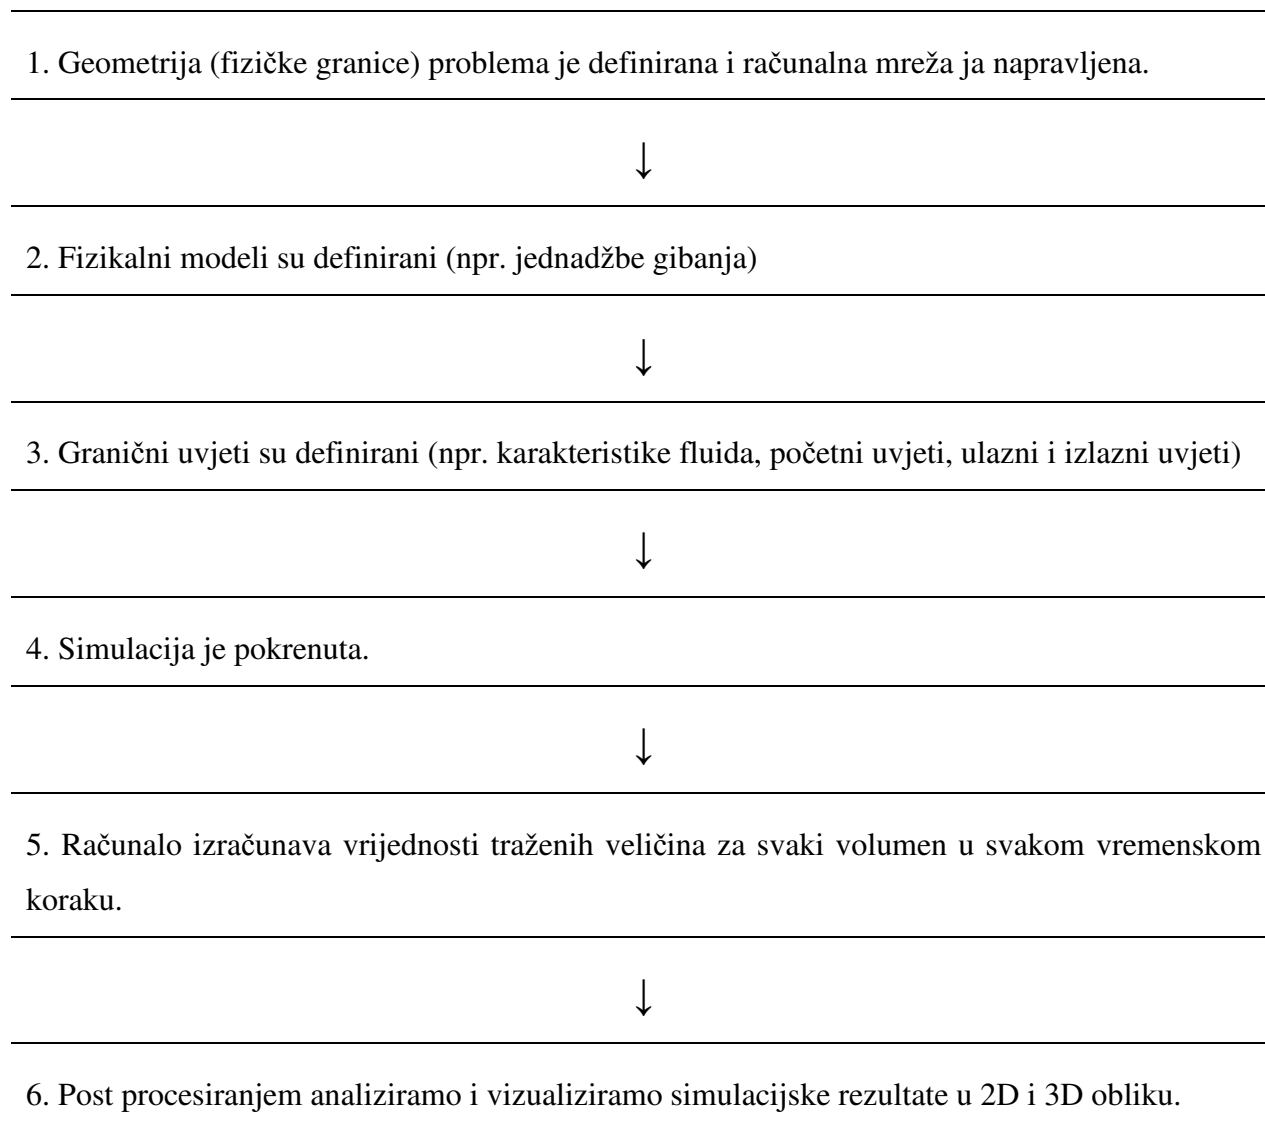 1. Geometrija (fizičke granice) problema je definirana i računalna mreža ja napravljena.
↓
2. Fizikalni modeli su definirani (npr. jednadžbe gibanja)
↓
3. Granični uvjeti su definirani (npr. karakteristike fluida, početni uvjeti, ulazni i izlazni uvjeti)
↓
4. Simulacija je pokrenuta.
↓
5. Računalo izračunava vrijednosti traženih veličina za svaki volumen u svakom vremenskom
koraku.
↓
6. Post procesiranjem analiziramo i vizualiziramo simulacijske rezultate u 2D i 3D obliku.